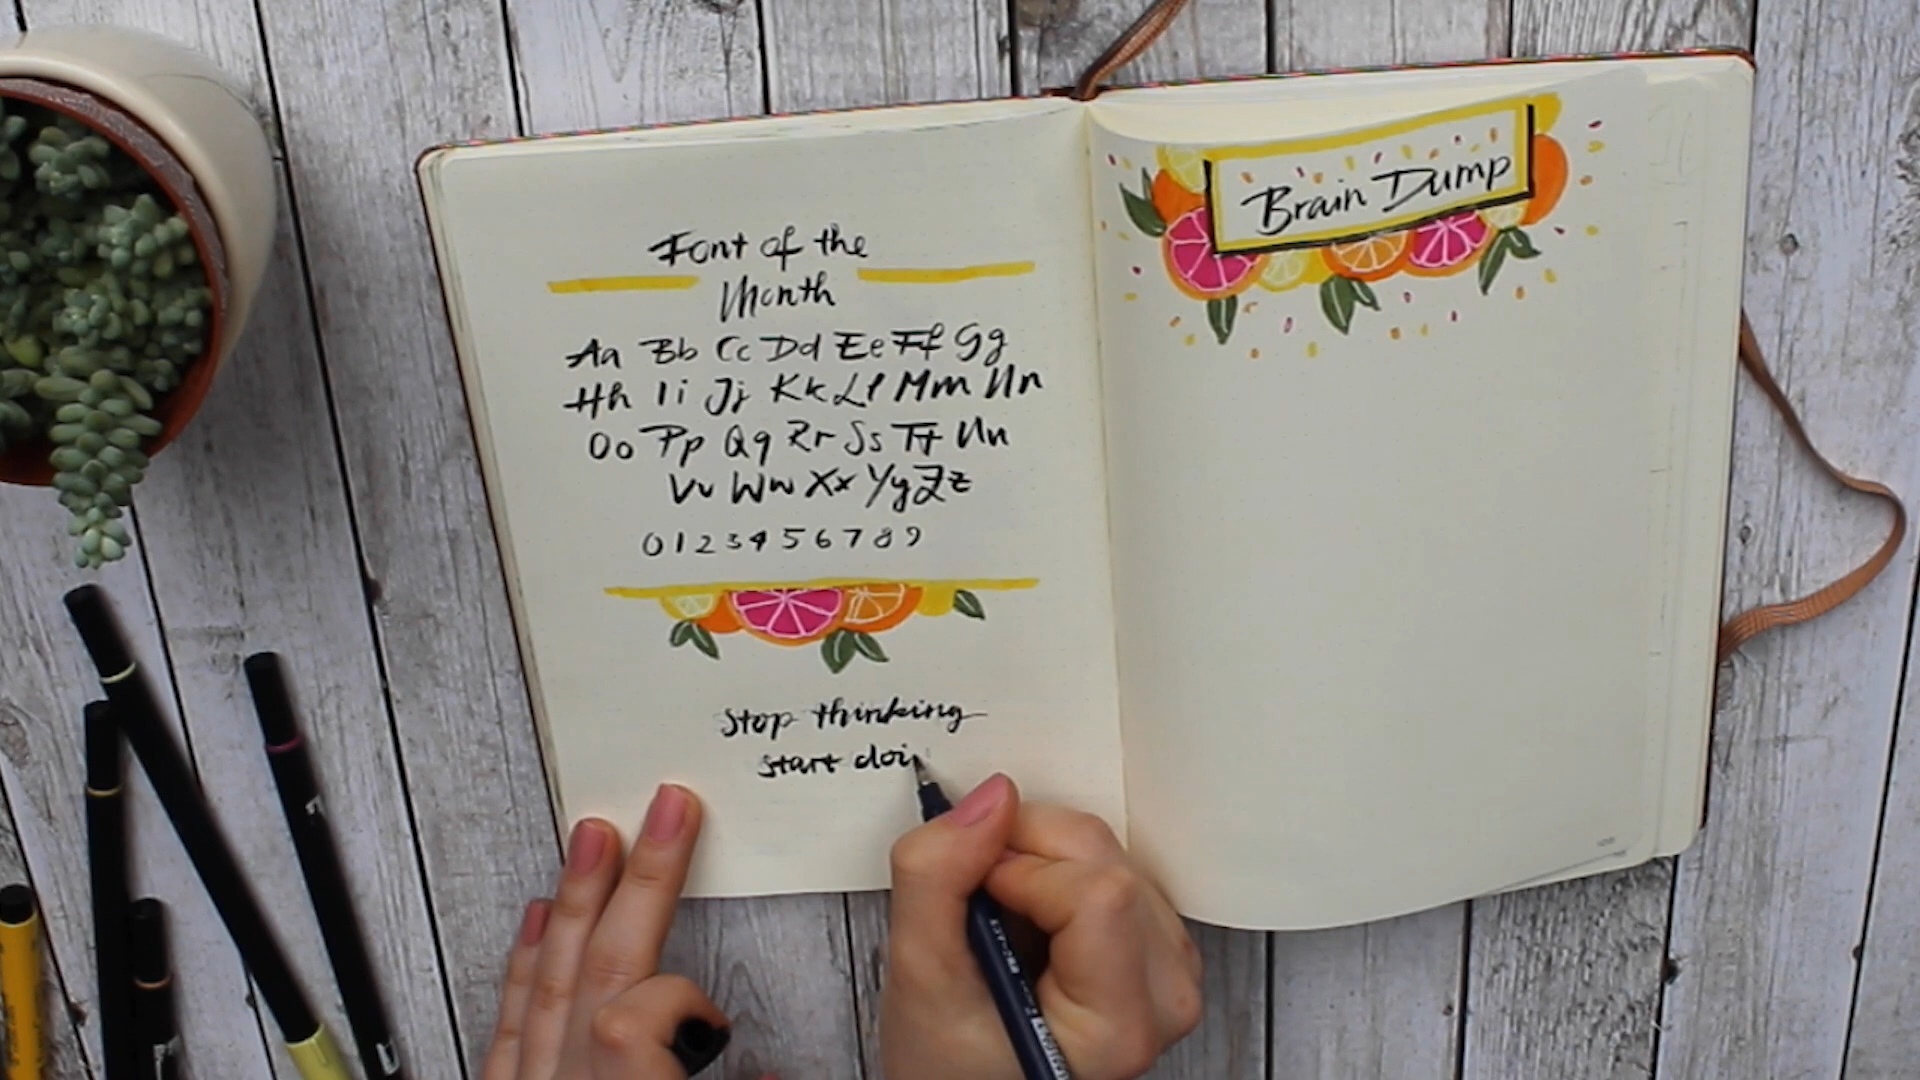 Font of the
Month
Aa Bb Cc Dd Ee Ff Gg
Hh Ii Jj Kk Ll Mm Nn
Oo Pp Qq Rr Ss Tt Uu
Vv Ww Xx Yy Zz
0 1 2 3 4 5 6 7 8 9
Stop thinking
start doin
Brain Dump